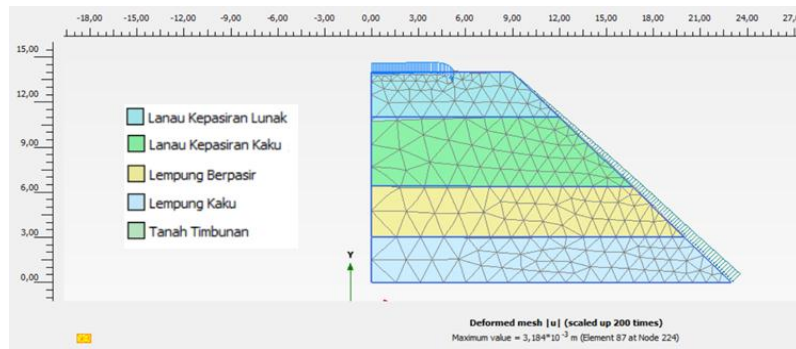 -18,00 -15,00 -12,00 -9,00 -6,00 -3,00 0,00 3,00 6,00 9,00 12,00 15,00 18,00 21,00 24,00 27,0
15,00
12,00
9,00
6,00
3,00
0,00
Lanau Kepasiran Lunak
Lanau Kepasiran Kaku
Lempung Berpasir
Lempung Kaku
Tanah Timbunan
Y
Deformed mesh |u| (scaled up 200 times)
Maximum value = 3,184*10⁻³ m (Element 87 at Node 224)